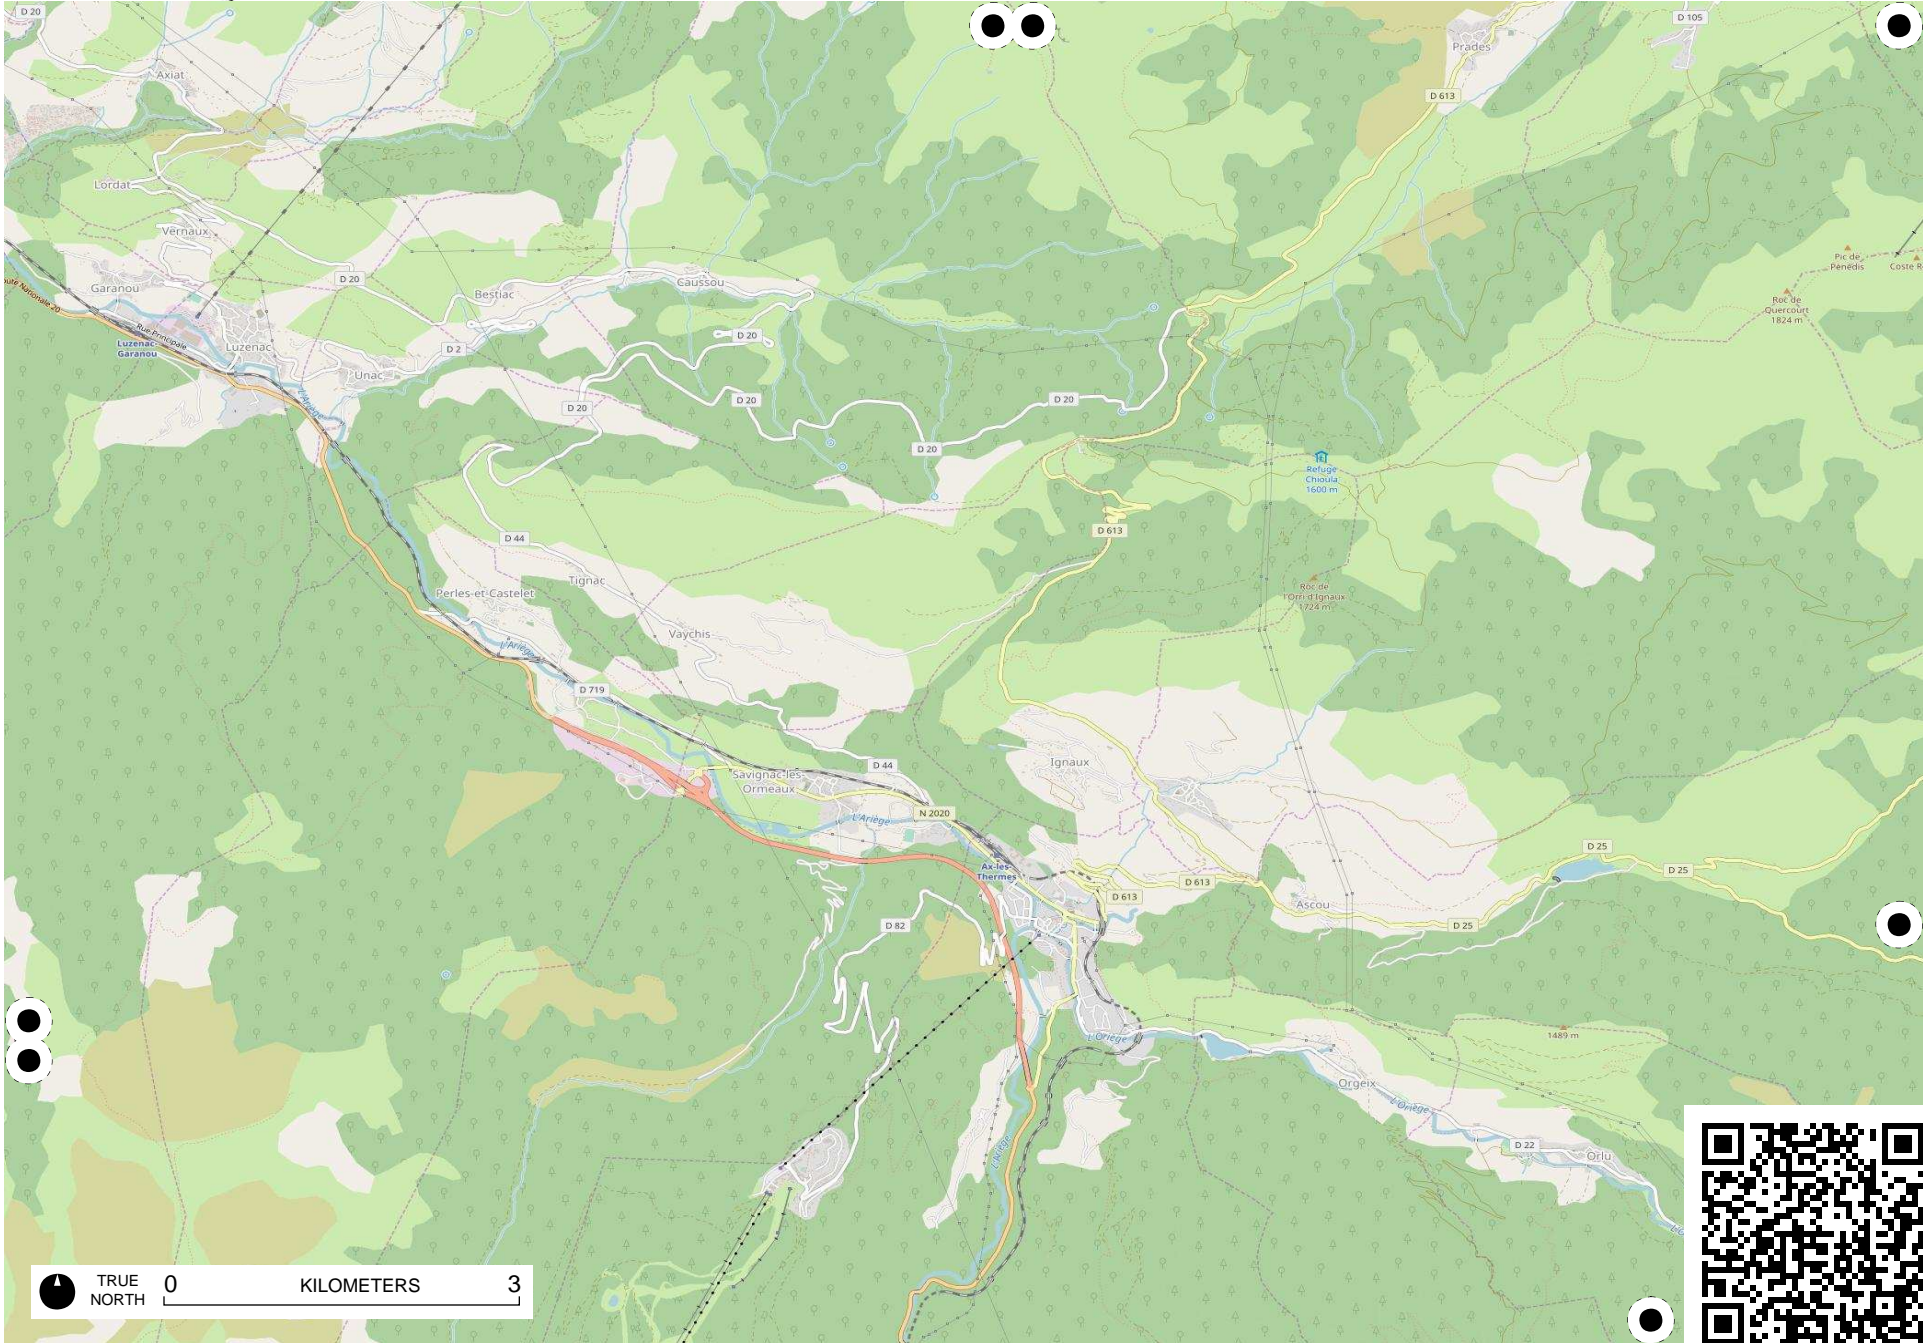 D 20
D 105
Prades
Axiat
D 613
Lordat
Vernaux
Pic de
Pénédis
D 20
Garanou
Caussou
Bestiac
Roc de
Quercourt
1824 m
Rue Principale
D 20
Luzenac-
Garanou
Luzenac
D 2
Unac
L'Ariège
D 20
D 20
D 20
D 20
Refuge
Chioula
1600 m
D 613
D 44
Tignac
Perles-et-Castelet
Roc de
l'Orri d'Ignaux
1724 m
Vaychis
L'Ariège
D 719
Ignaux
D 44
Savignac-les-
Ormeaux
N 2020
L'Ariège
D 25
Ax-les-
Thermes
D 25
D 613
D 613
Ascou
D 82
D 25
1489 m
L'Oriège
Orgeix
L'Oriège
L'Ariège
D 22
Orlu
TRUE
NORTH
0
KILOMETERS
3